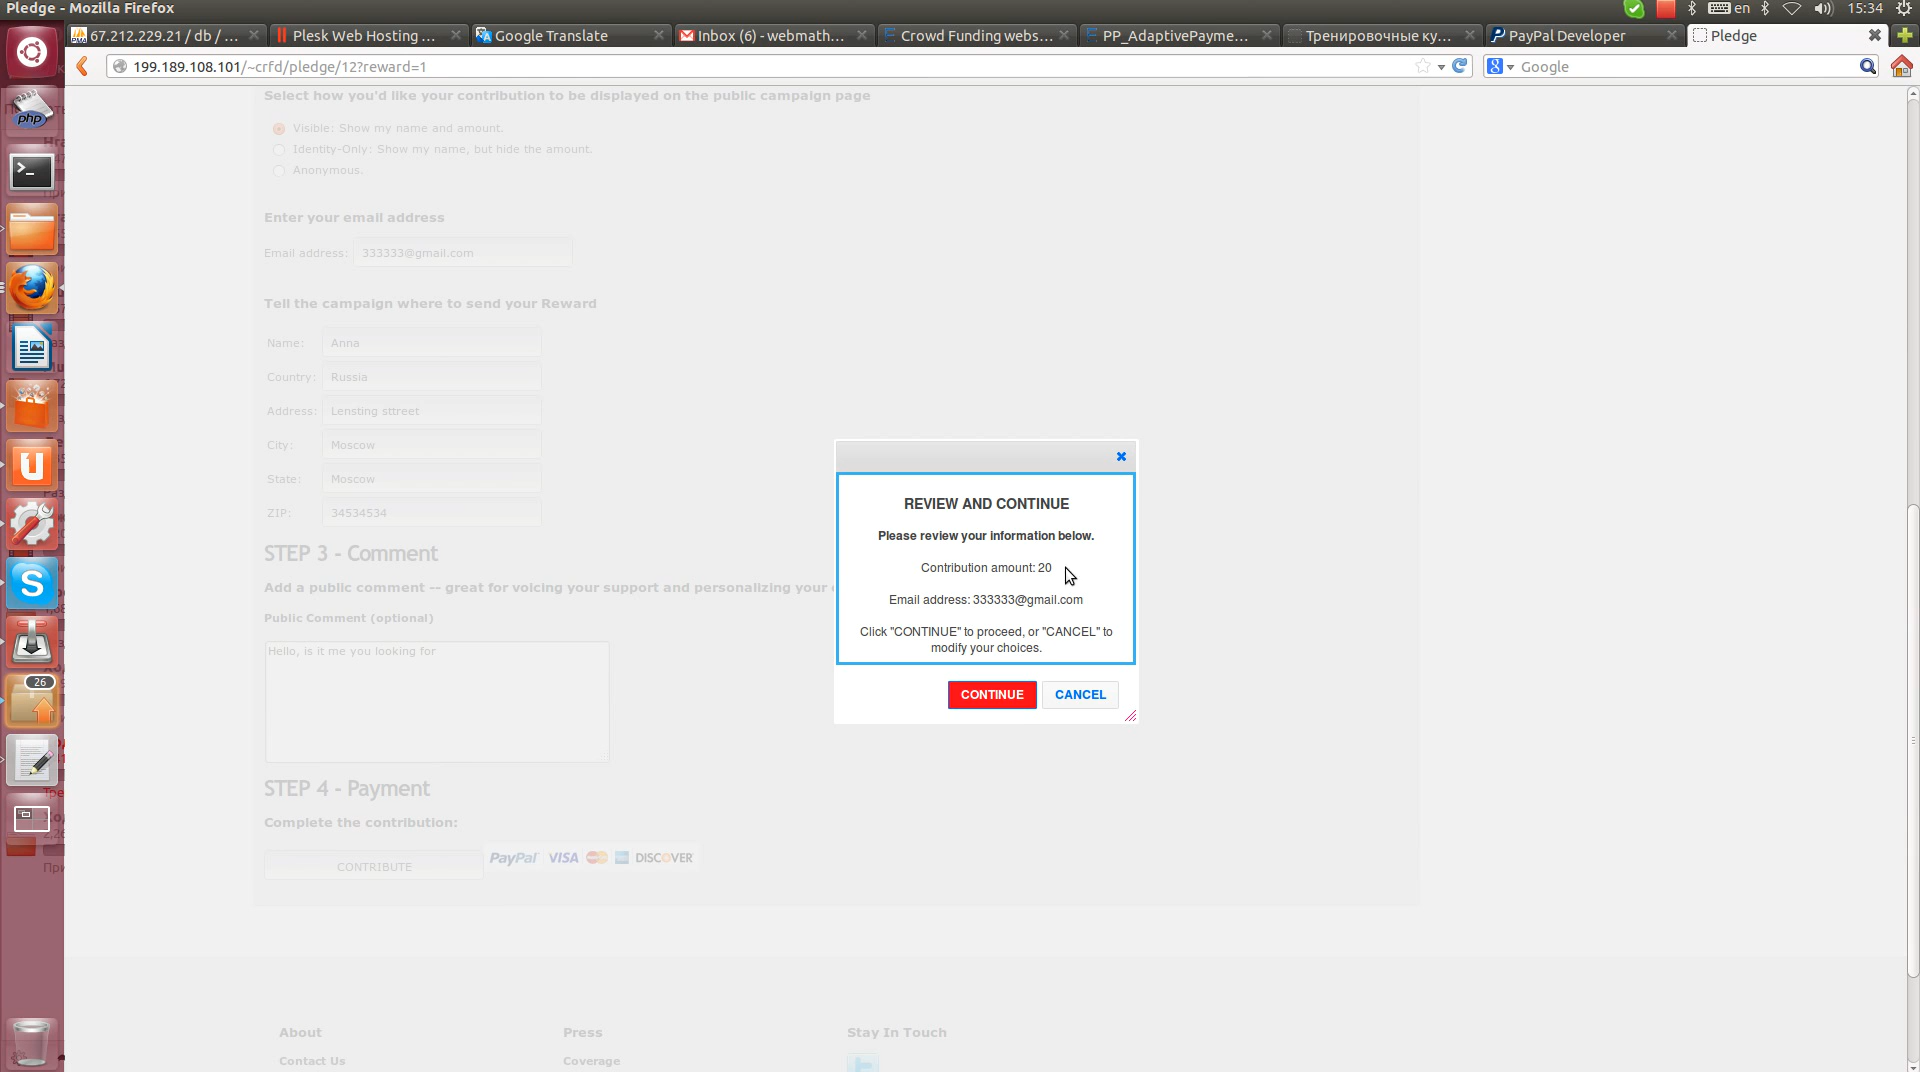 Pledge - Mozilla Firefox
en
15:34
67.212.229.21 / db / ...
Plesk Web Hosting ...
Google Translate
Inbox (6) - webmath...
Crowd Funding webs...
PP_AdaptivePayme...
Тренировочные ку...
PayPal Developer
Pledge
199.189.108.101/~crfd/pledge/12?reward=1
Google
Select how you'd like your contribution to be displayed on the public campaign page
Visible: Show my name and amount.
Identity-Only: Show my name, but hide the amount.
Anonymous.
Enter your email address
Email address: 333333@gmail.com
Tell the campaign where to send your Reward
Name: Anna
Country: Russia
Address: Lensting sttreet
City: Moscow
State: Moscow
ZIP: 34534534
STEP 3 - Comment
Add a public comment -- great for voicing your support and personalizing your
Public Comment (optional)
Hello, is it me you looking for
STEP 4 - Payment
Complete the contribution:
CONTRIBUTE
PayPal VISA DISCOVER
REVIEW AND CONTINUE
Please review your information below.
Contribution amount: 20
Email address: 333333@gmail.com
Click "CONTINUE" to proceed, or "CANCEL" to
modify your choices.
CONTINUE
CANCEL
About
Press
Stay In Touch
Contact Us
Coverage
php
26